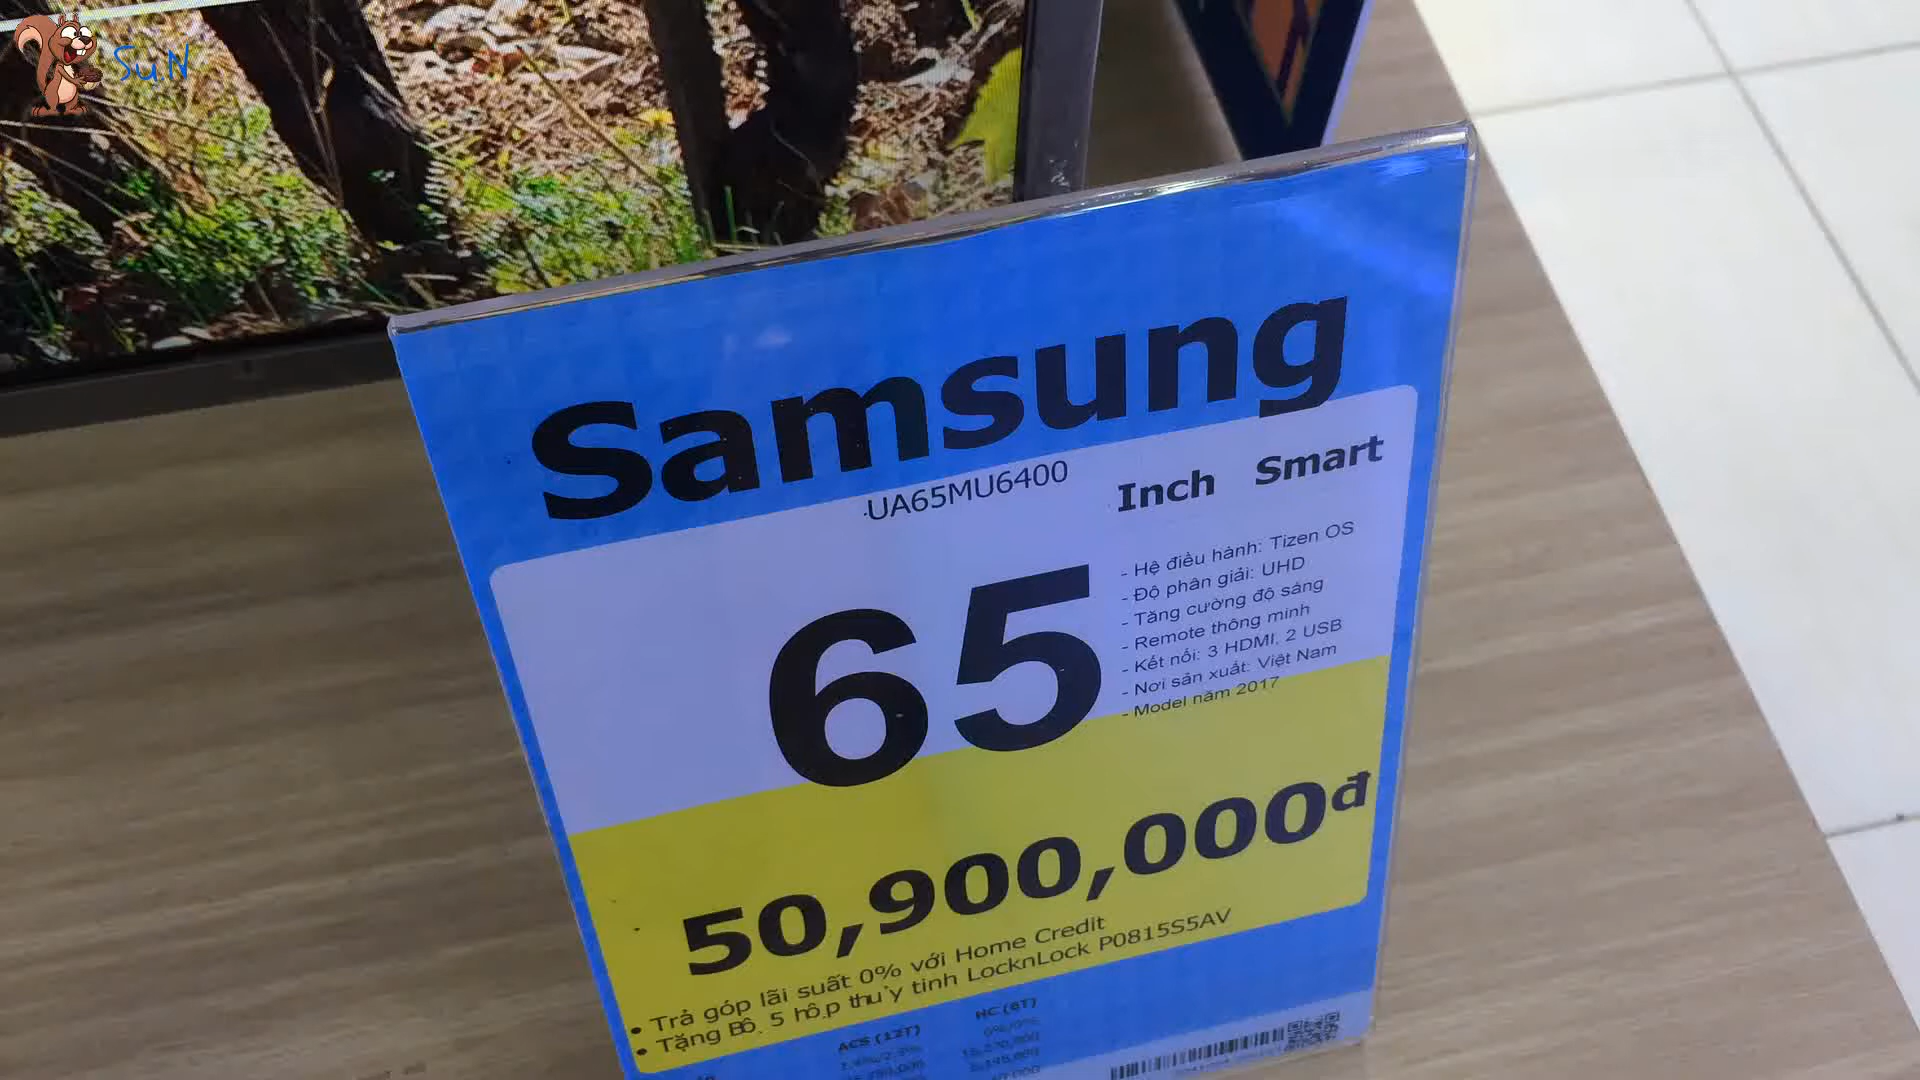 SuN
Samsung
UA65MU6400
Inch Smart
65
- Hệ điều hành: Tizen OS
- Độ phân giải: UHD
- Tăng cường độ sáng
- Remote thông minh
- Kết nối: 3 HDMI, 2 USB
- Nơi sản xuất: Việt Nam
- Model năm 2017
50,900,000đ
• Trả góp lãi suất 0% với Home Credit
• Tặng Bộ 5 hộp thủy tinh LocknLock P0815S5AV
ACS (12T)
HC (6T)